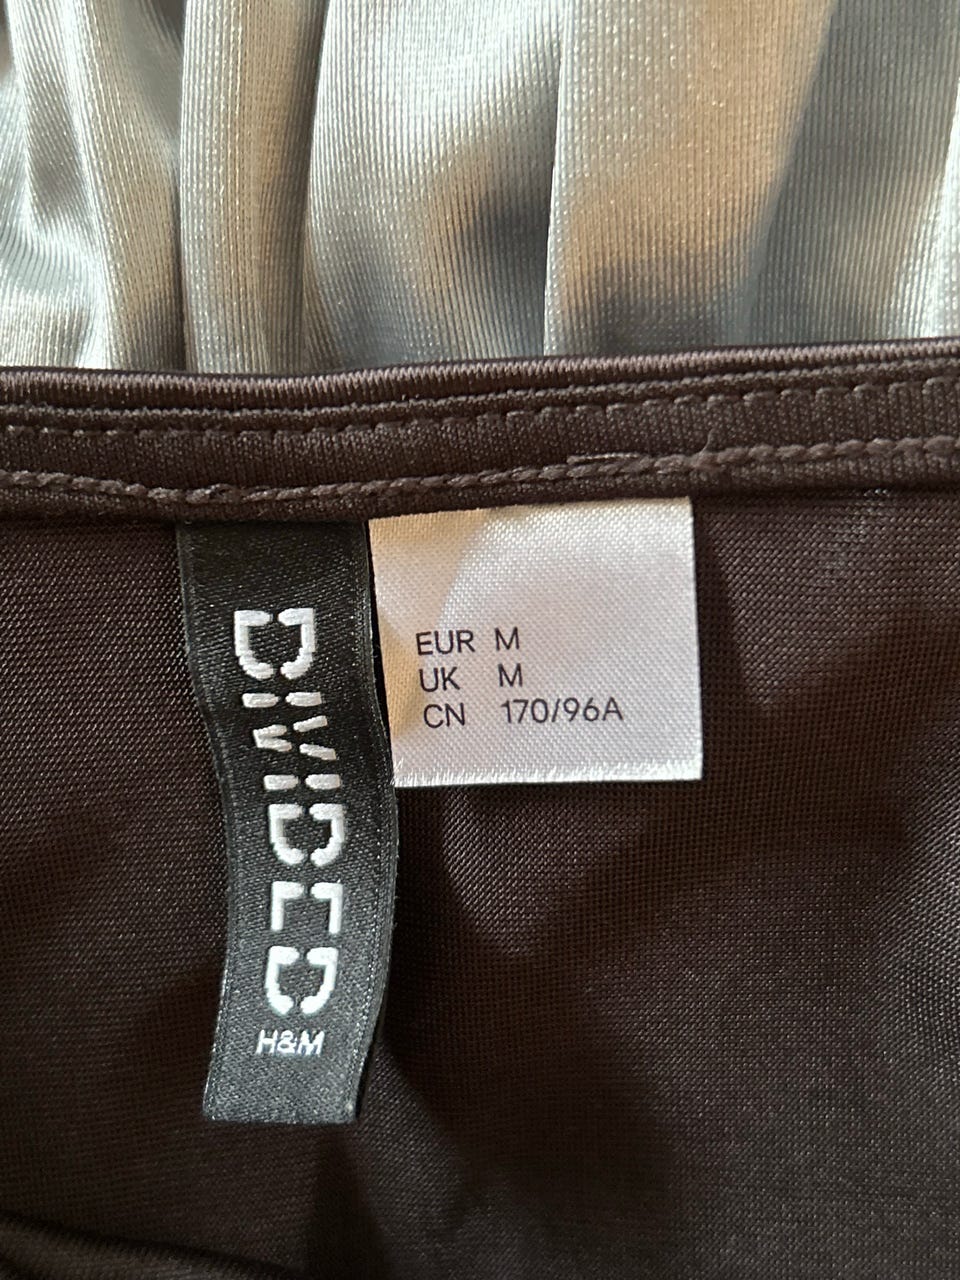 DIVIDED
H&M
EUR M
UK M
CN 170/96A